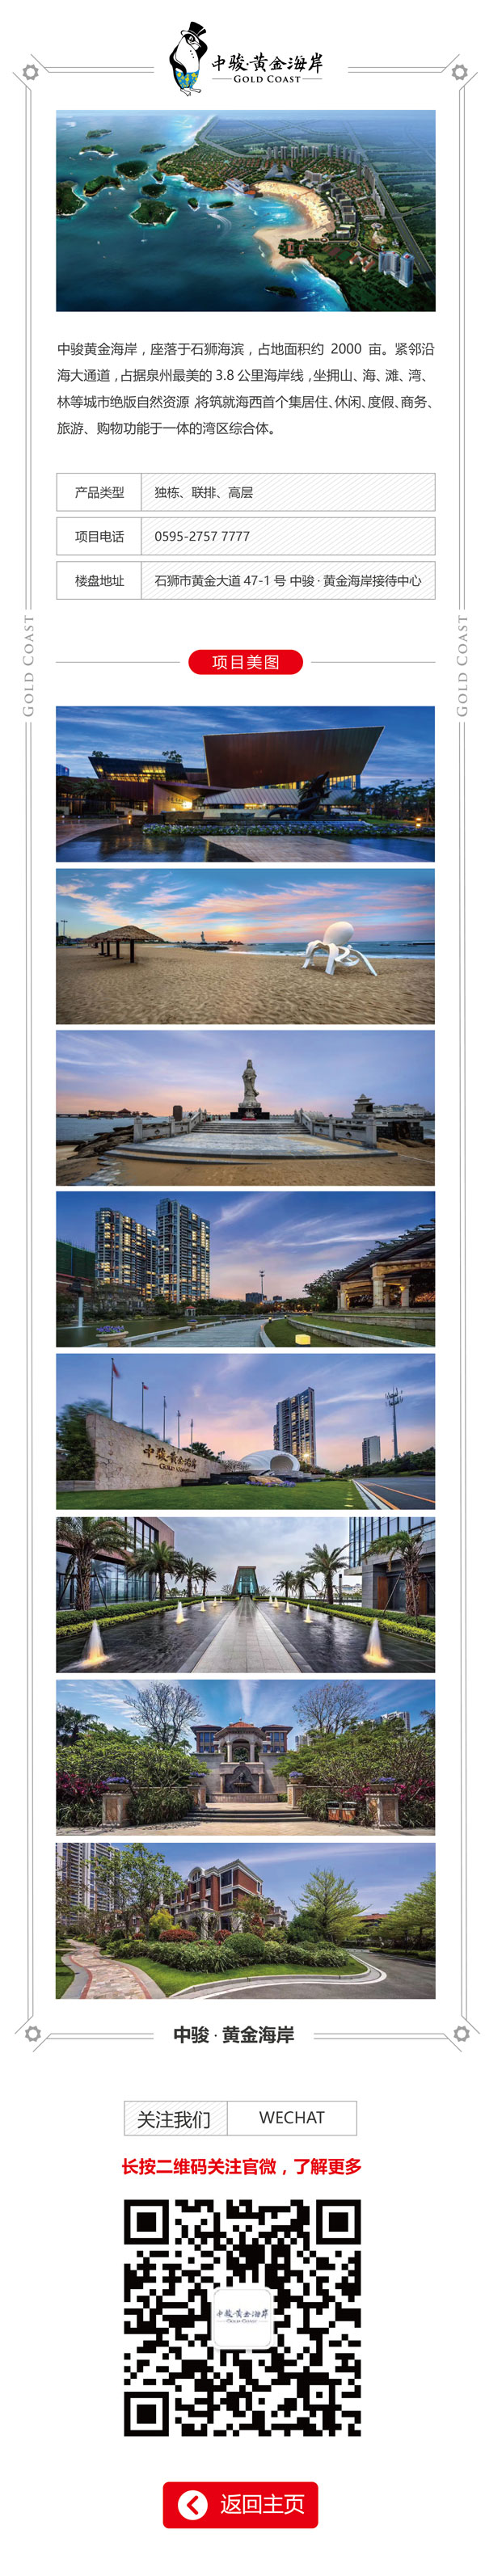 中骏·黄金海岸
GOLD COAST
中骏黄金海岸，座落于石狮海滨，占地面积约 2000 亩。紧邻沿
海大通道，占据泉州最美的 3.8 公里海岸线，坐拥山、海、滩、湾、
林等城市绝版自然资源，将筑就海西首个集居住、休闲、度假、商务、
旅游、购物功能于一体的湾区综合体。
产品类型 独栋、联排、高层
项目电话 0595-2757 7777
楼盘地址 石狮市黄金大道 47-1 号 中骏·黄金海岸接待中心
GOLD COAST
GOLD COAST
项目美图
中骏·黄金海岸
GOLD COAST
中骏·黄金海岸
关注我们 WECHAT
长按二维码关注官微，了解更多
中骏·黄金海岸
GOLD COAST
返回主页